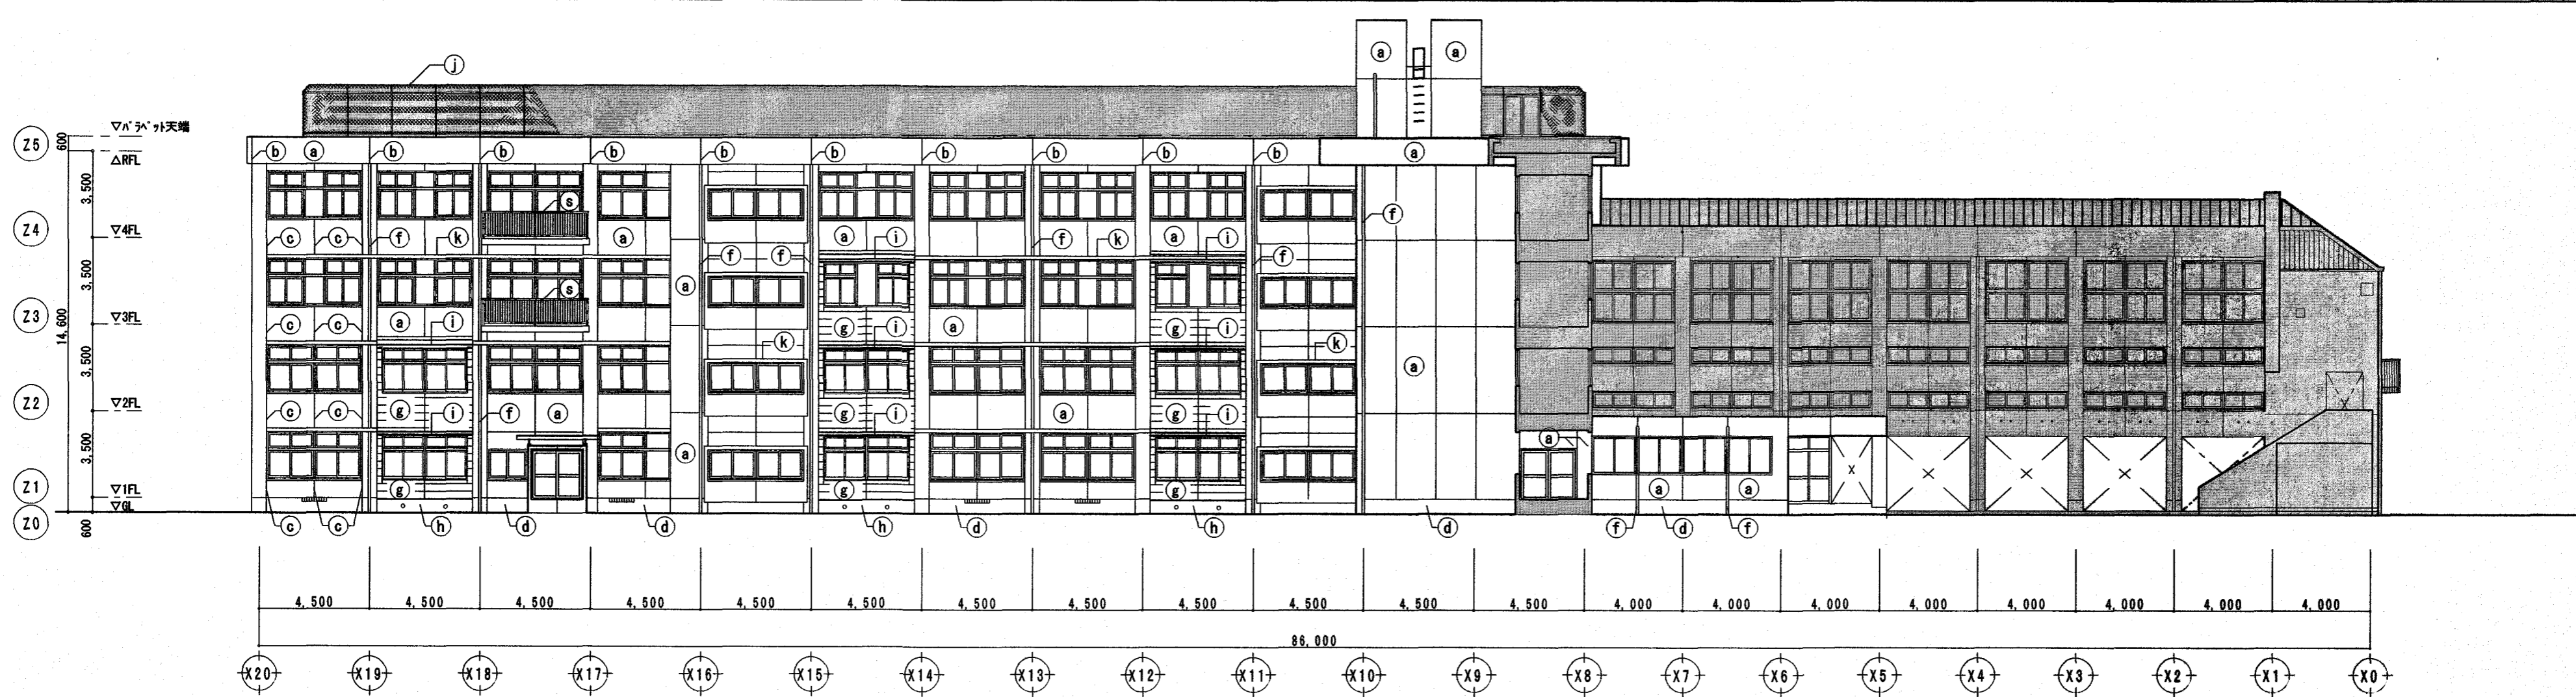 j
a a
Z5 600 ▽パラペット天端
△RFL
b a b b b b b b b b b a
3,500
s
f
Z4 ▽4FL
c c f k a a i f k a i
f f f
3,500
a
s
Z3 14,600 ▽3FL
c c a i g i a g i
k k
3,500
a
Z2 ▽2FL
c c g i f a g i a g i
a
3,500
a
Z1 ▽1FL
g g g a a
▽GL
Z0 600
c c h d d h d h d f d f
4,500 4,500 4,500 4,500 4,500 4,500 4,500 4,500 4,500 4,500 4,500 4,500 4,000 4,000 4,000 4,000 4,000 4,000 4,000 4,000
86,000
X20 X19 X18 X17 X16 X15 X14 X13 X12 X11 X10 X9 X8 X7 X6 X5 X4 X3 X2 X1 X0